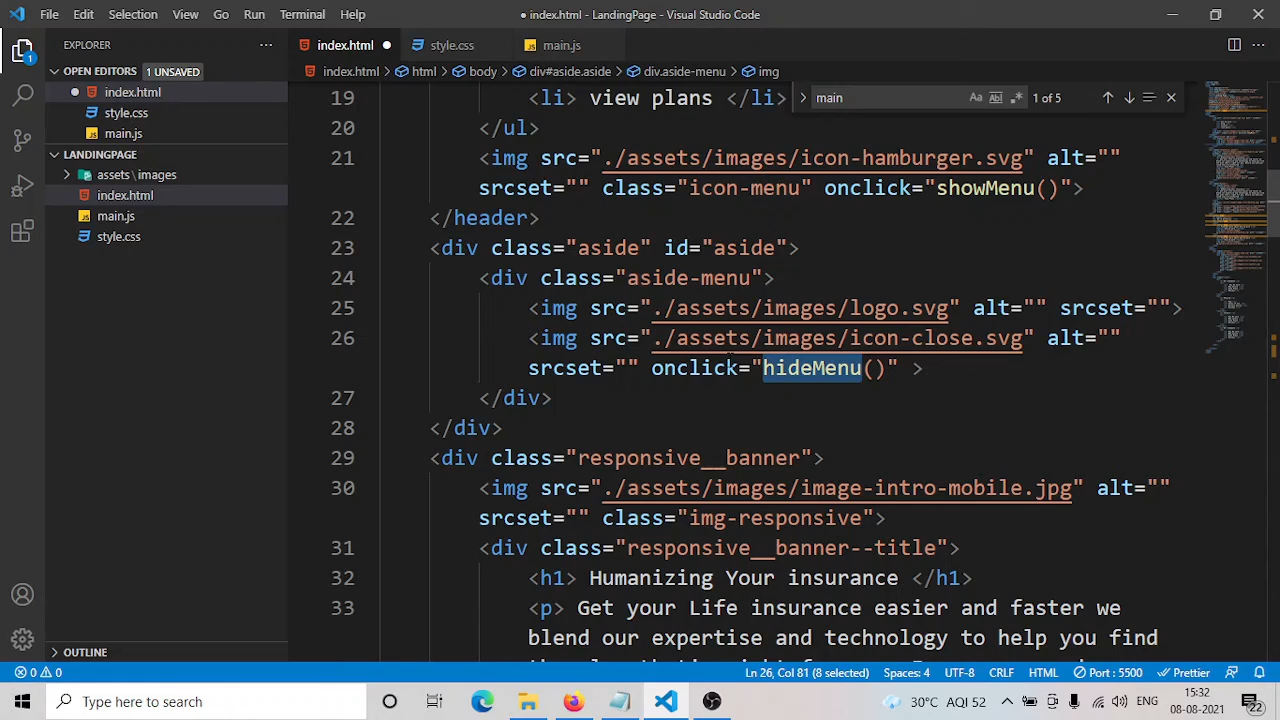 File Edit Selection View Go Run Terminal Help
● index.html - LandingPage - Visual Studio Code
EXPLORER
OPEN EDITORS 1 UNSAVED
index.html
style.css
main.js
LANDINGPAGE
assets\images
index.html
main.js
style.css
OUTLINE
index.html ● style.css main.js
index.html > html > body > div#aside.aside > div.aside-menu > img
main Aa ab .* 1 of 5
19 <li> view plans </li>
20 </ul>
21 <img src="./assets/images/icon-hamburger.svg" alt=""
srcset="" class="icon-menu" onclick="showMenu()">
22 </header>
23 <div class="aside" id="aside">
24 <div class="aside-menu">
25 <img src="./assets/images/logo.svg" alt="" srcset="">
26 <img src="./assets/images/icon-close.svg" alt=""
srcset="" onclick="hideMenu()" >
27 </div>
28 </div>
29 <div class="responsive__banner">
30 <img src="./assets/images/image-intro-mobile.jpg" alt=""
srcset="" class="img-responsive">
31 <div class="responsive__banner--title">
32 <h1> Humanizing Your insurance </h1>
33 <p> Get your Life insurance easier and faster we
blend our expertise and technology to help you find
0 0 Ln 26, Col 81 (8 selected) Spaces: 4 UTF-8 CRLF HTML Port : 5500 Prettier
Type here to search
30°C AQI 52
15:32
08-08-2021
22